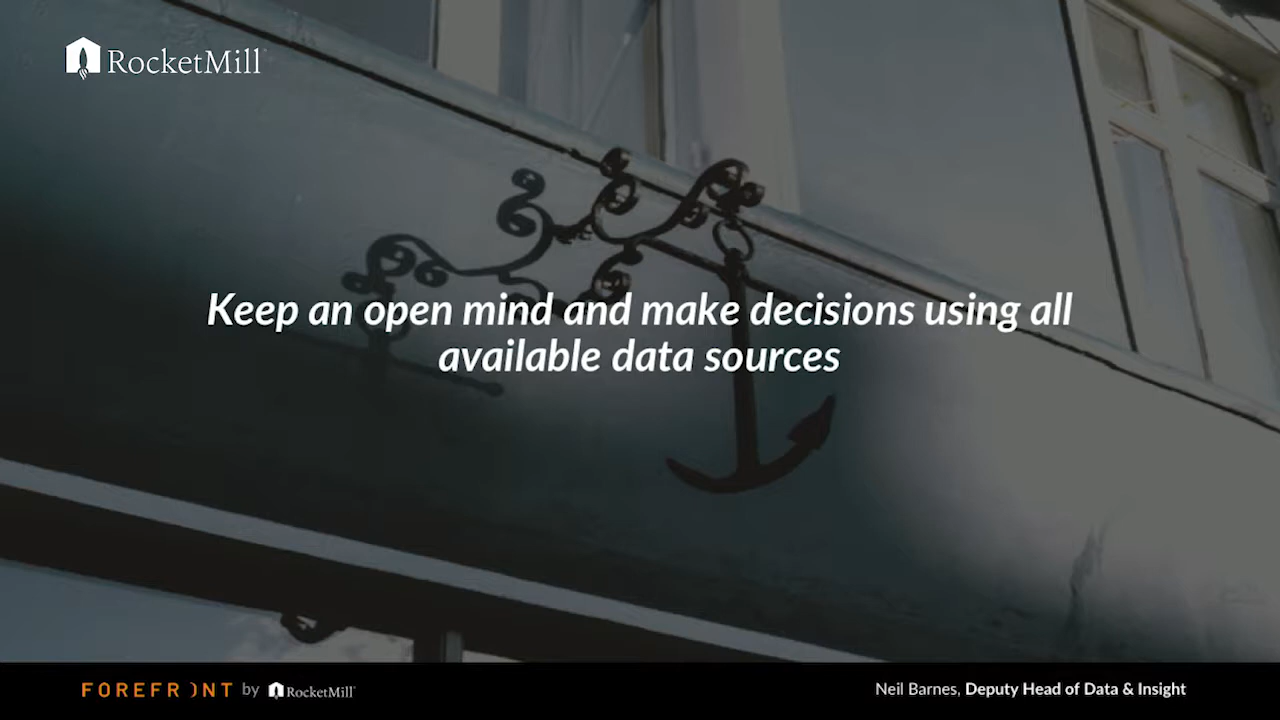 RocketMill
Keep an open mind and make decisions using all
available data sources
FOREFRONT by RocketMill
Neil Barnes, Deputy Head of Data & Insight